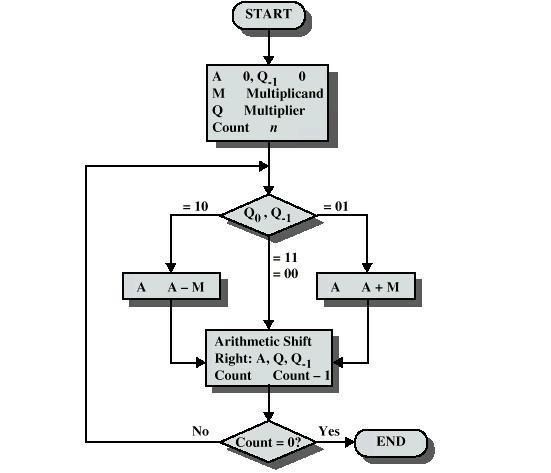 START
A 0, Q-1 0
M Multiplicand
Q Multiplier
Count n
= 10
Q0, Q-1
= 01
= 11
= 00
A A – M
A A + M
Arithmetic Shift
Right: A, Q, Q-1
Count Count – 1
No
Count = 0?
Yes
END